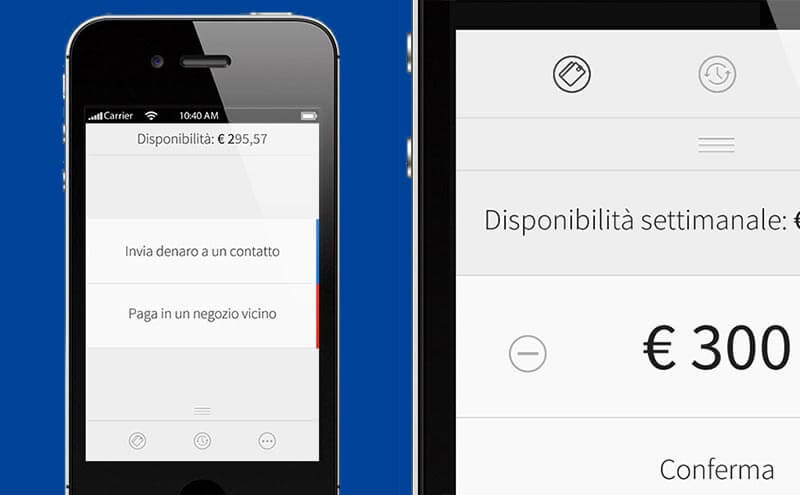 Carrier 10:40 AM
Disponibilità: € 295,57
Invia denaro a un contatto
Paga in un negozio vicino
Disponibilità settimanale: €
€ 300
Conferma